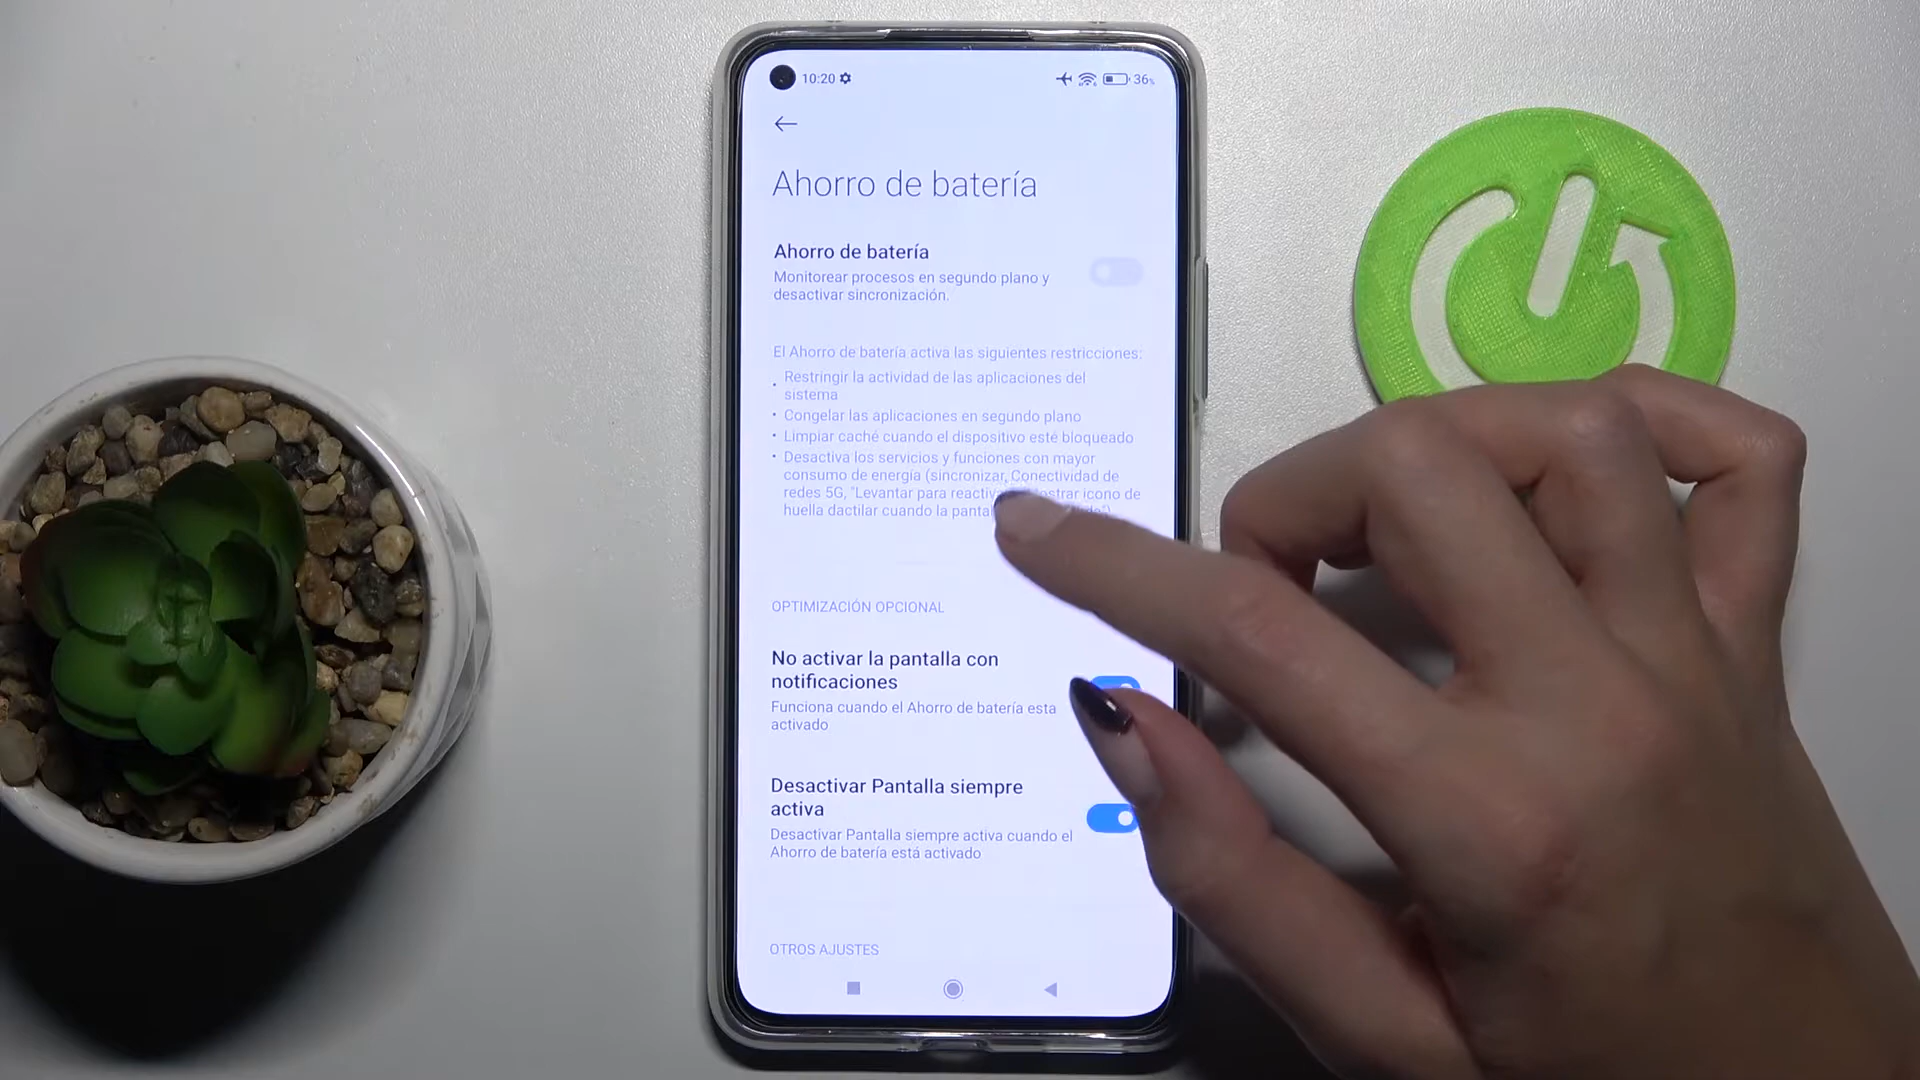 10:20
36%
Ahorro de batería
Ahorro de batería
Monitorear procesos en segundo plano y
desactivar sincronización.
El Ahorro de batería activa las siguientes restricciones:
• Restringir la actividad de las aplicaciones del
sistema
• Congelar las aplicaciones en segundo plano
• Limpiar caché cuando el dispositivo esté bloqueado
• Desactiva los servicios y funciones con mayor
consumo de energía (sincronizar, Conectividad de
redes 5G, "Levantar para icono de
huella dactilar cuando la
OPTIMIZACIÓN OPCIONAL
No activar la pantalla con
notificaciones
Funciona cuando el Ahorro de batería esta
activado
Desactivar Pantalla siempre
activa
Desactivar Pantalla siempre activa cuando el
Ahorro de batería está activado
OTROS AJUSTES